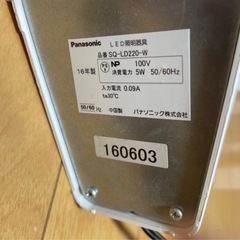 Panasonic LED照明器具
品番 SQ-LD220-W
16年製 NP 100V
消費電力 5W 50/60Hz
入力電流 0.09A
ta30℃
50/60 中国製 パナソニック株式会社
160603